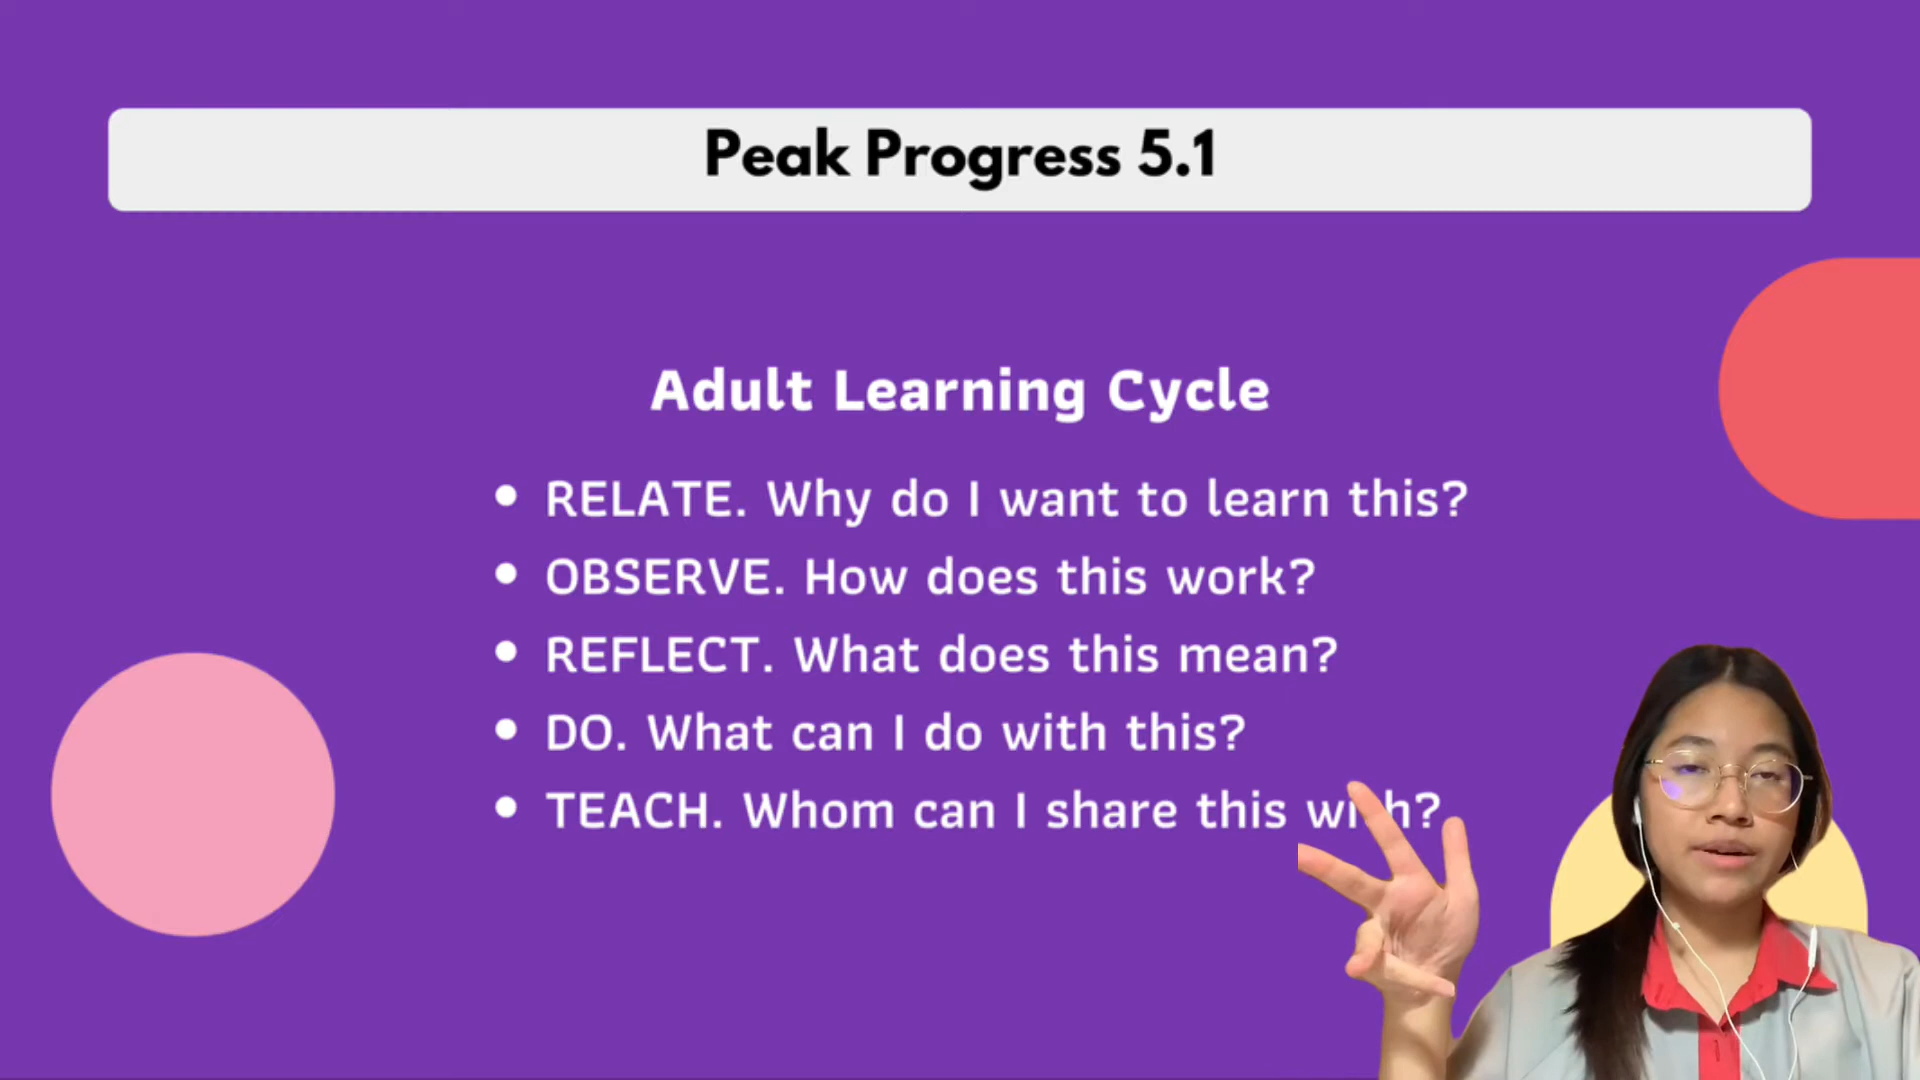 Peak Progress 5.1
Adult Learning Cycle
• RELATE. Why do I want to learn this?
• OBSERVE. How does this work?
• REFLECT. What does this mean?
• DO. What can I do with this?
• TEACH. Whom can I share this with?